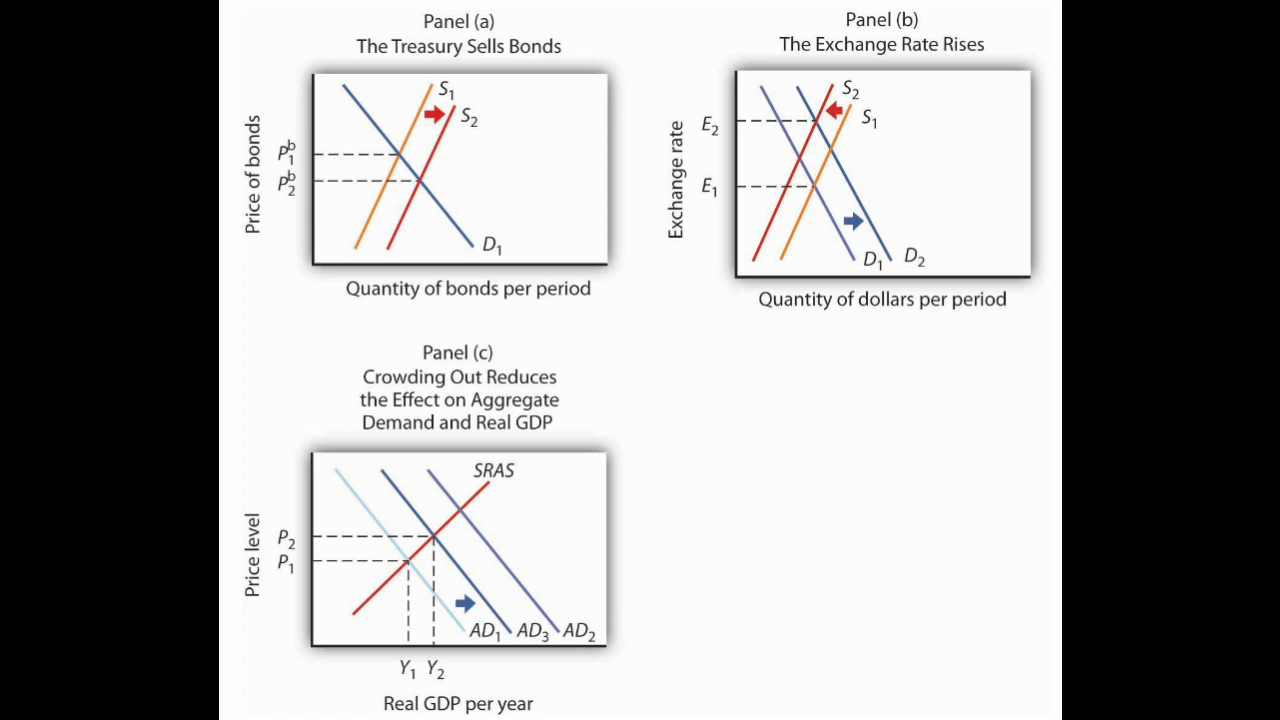 Panel (a)
The Treasury Sells Bonds
Price of bonds
P₁ᵇ
P₂ᵇ
S₁
S₂
D₁
Quantity of bonds per period
Panel (b)
The Exchange Rate Rises
Exchange rate
E₂
E₁
S₂
S₁
D₁
D₂
Quantity of dollars per period
Panel (c)
Crowding Out Reduces
the Effect on Aggregate
Demand and Real GDP
Price level
P₂
P₁
SRAS
AD₁
AD₃
AD₂
Y₁
Y₂
Real GDP per year